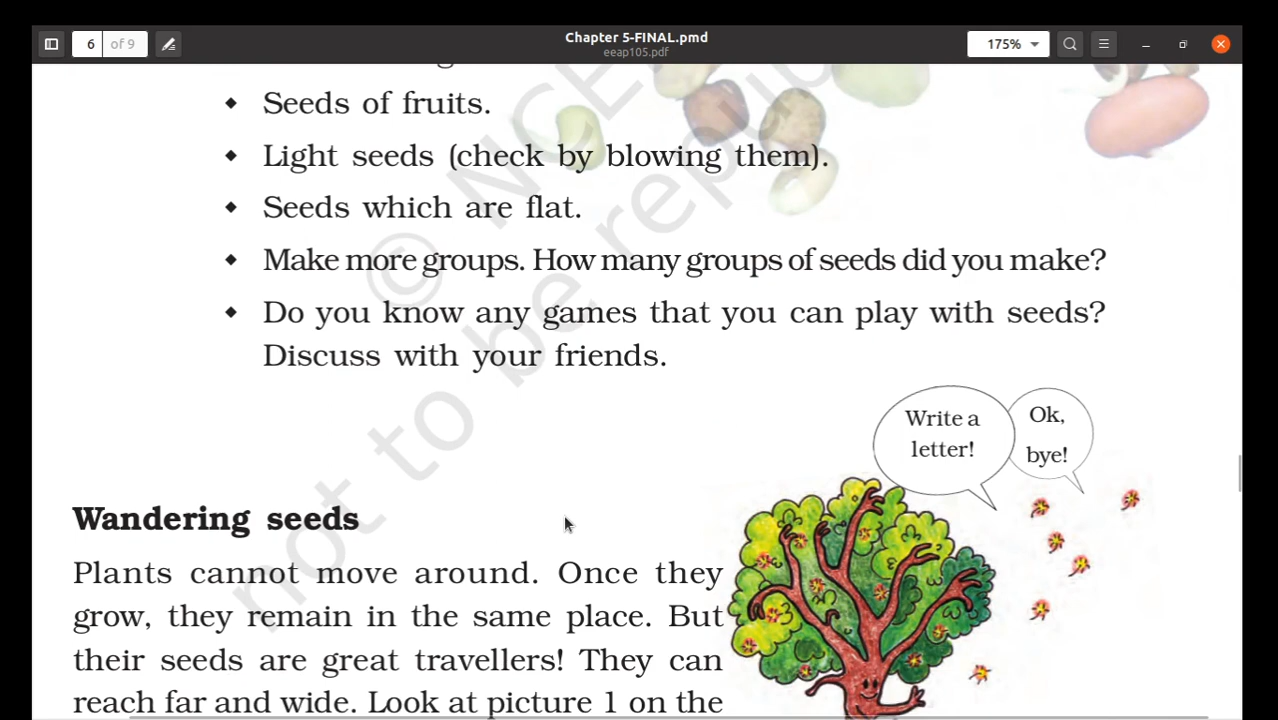 Chapter 5-FINAL.pmd
6 of 9
eeap105.pdf
175%
Seeds of fruits.
Light seeds (check by blowing them).
Seeds which are flat.
Make more groups. How many groups of seeds did you make?
Do you know any games that you can play with seeds?
Discuss with your friends.
Write a
letter!
Ok,
bye!
Wandering seeds
Plants cannot move around. Once they
grow, they remain in the same place. But
their seeds are great travellers! They can
reach far and wide. Look at picture 1 on the
not to be